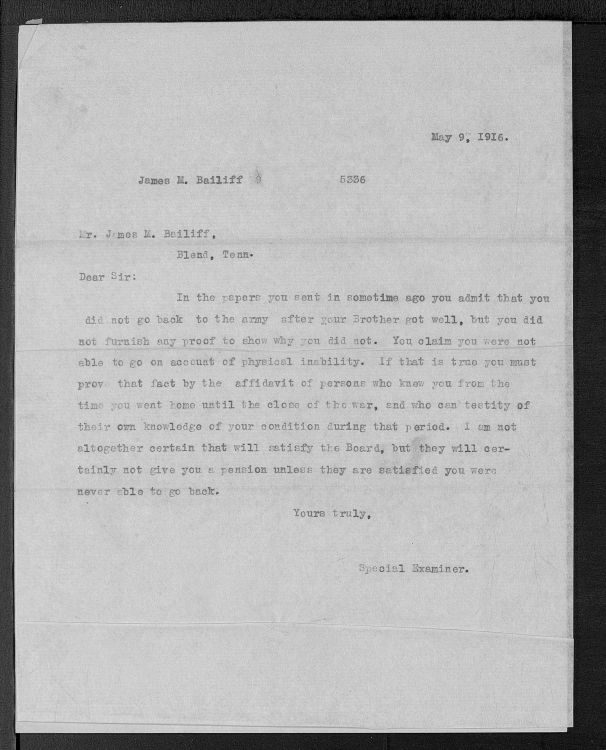 May 9, 1916.
James M. Bailiff 5336
Mr. James M. Bailiff,
Blend, Tenn.
Dear Sir:
In the papers you sent in sometime ago you admit that you
did not go back to the army after your Brother got well, but you did
not furnish any proof to show why you did not. You claim you were not
able to go on account of physical inability. If that is true you must
prov that fact by the affidavit of persons who knew you from the
time you went home until the close of the war, and who can testity of
their own knowledge of your condition during that period. I am not
altogether certain that will satisfy the Board, but they will cer-
tainly not give you a pension unless they are satisfied you were
never able to go back.
Yours truly,
Special Examiner.